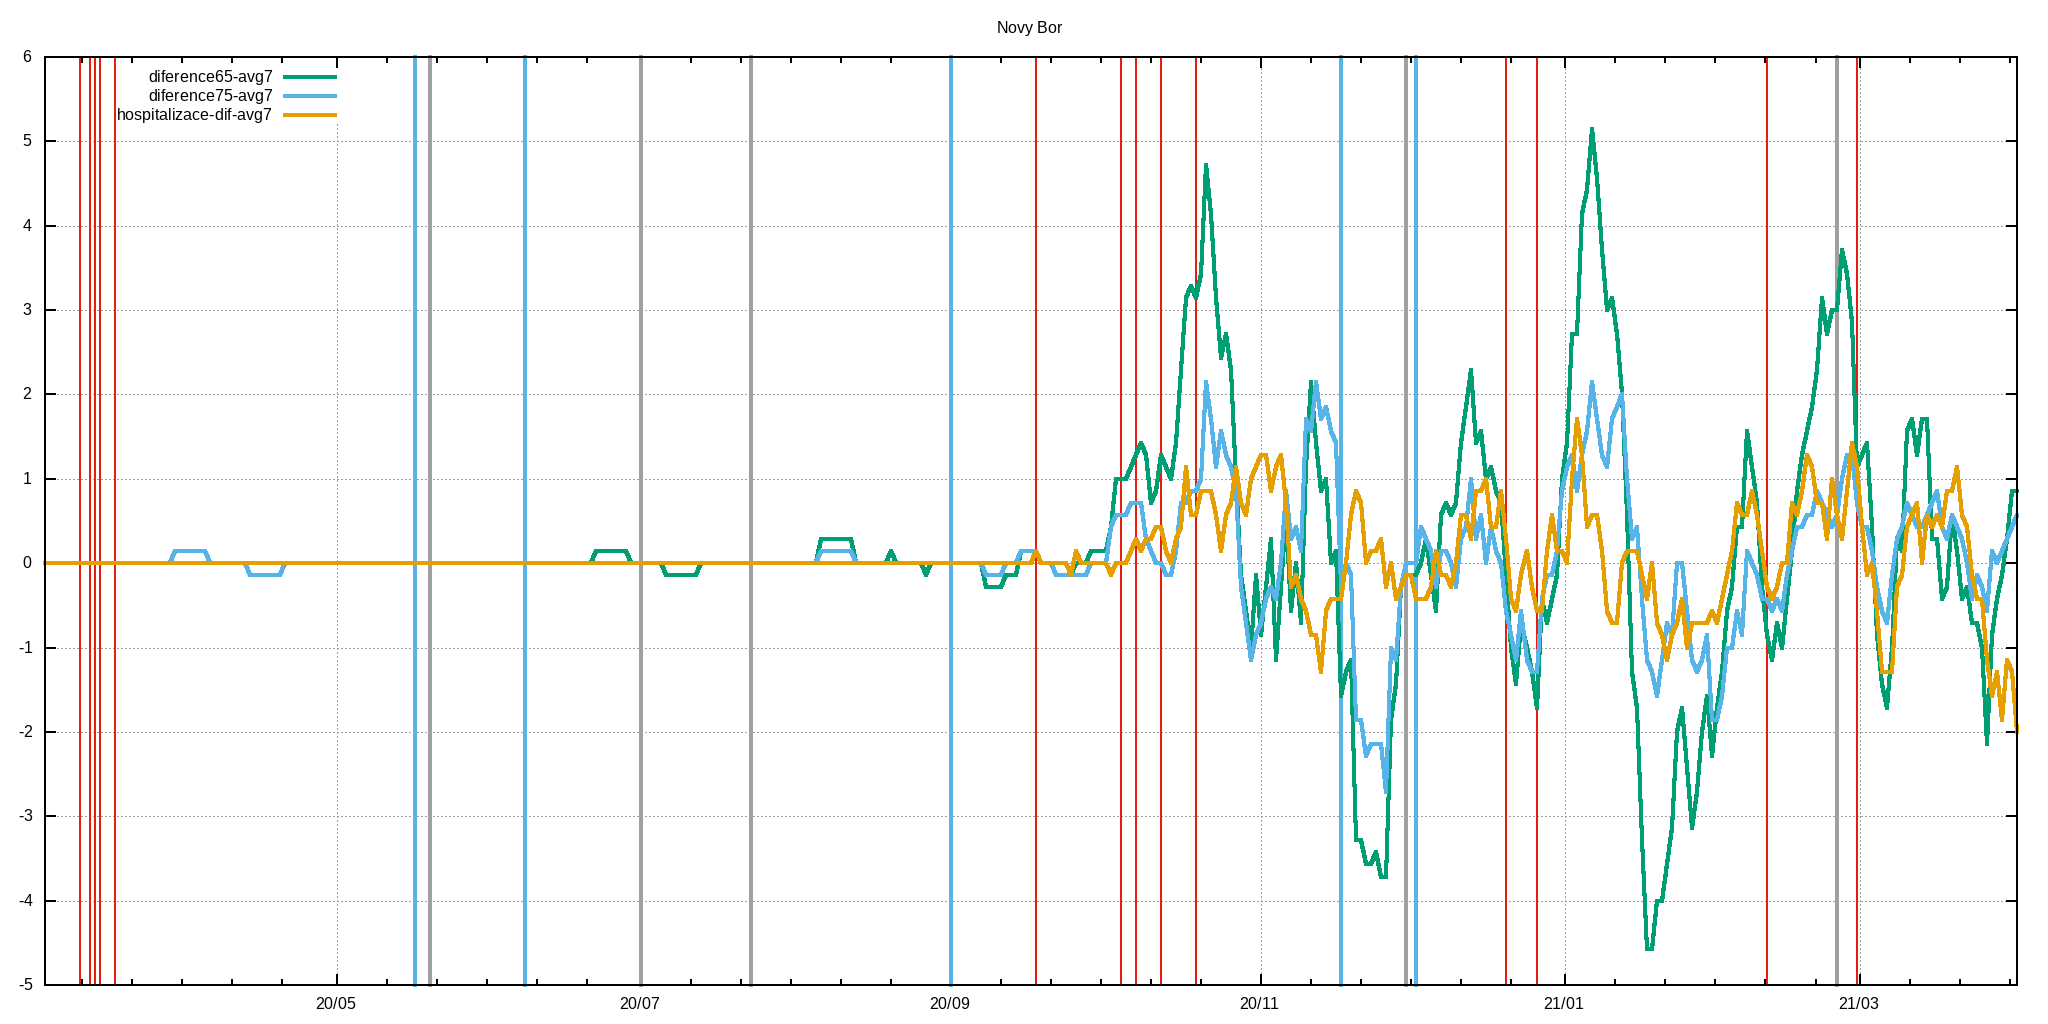 Novy Bor
6
diference65-avg7
diference75-avg7
hospitalizace-dif-avg7
5
4
3
2
1
0
-1
-2
-3
-4
-5
20/05 20/07 20/09 20/11 21/01 21/03